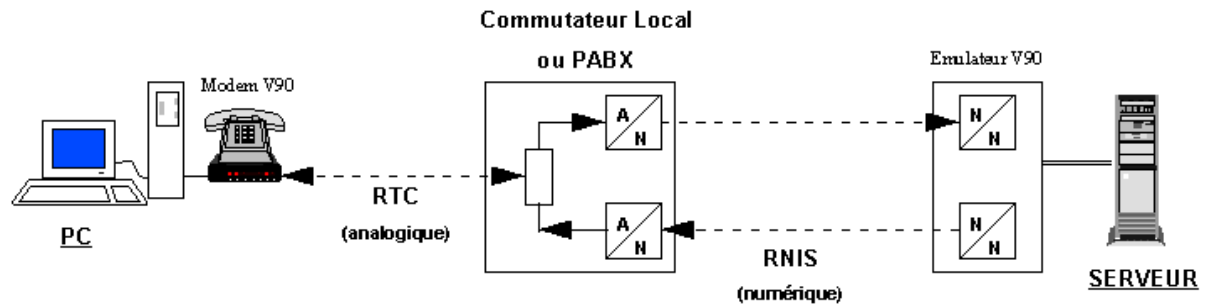 Commutateur Local
ou PABX
Modem V90
Emulateur V90
A
N
N
N
RTC
(analogique)
A
N
N
N
PC
RNIS
(numérique)
SERVEUR